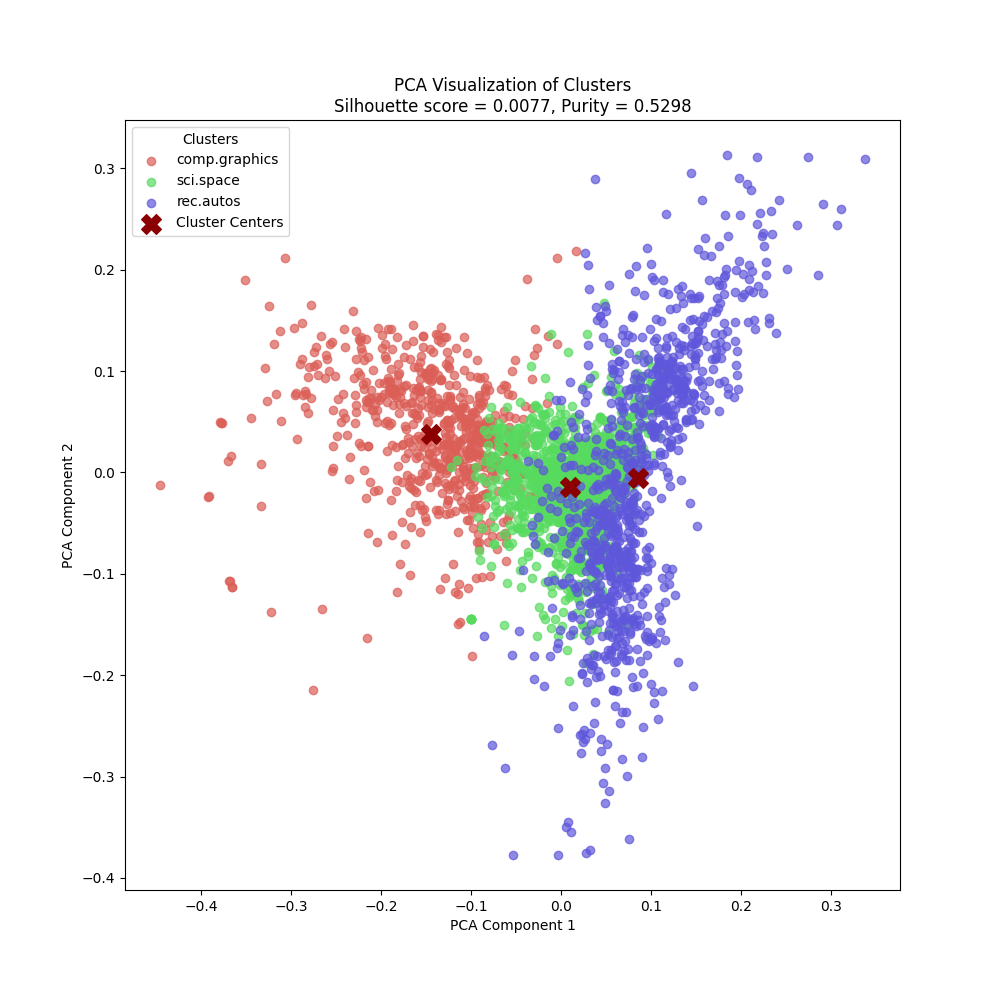 PCA Visualization of Clusters
Silhouette score = 0.0077, Purity = 0.5298
Clusters
comp.graphics
sci.space
rec.autos
Cluster Centers
PCA Component 2
0.3
0.2
0.1
0.0
−0.1
−0.2
−0.3
−0.4
−0.4 −0.3 −0.2 −0.1 0.0 0.1 0.2 0.3
PCA Component 1